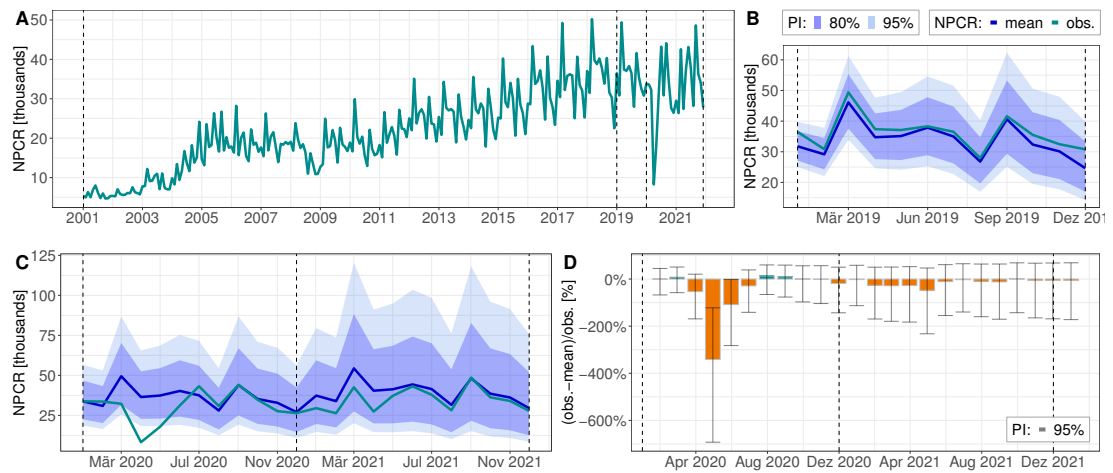 A
NPCR [thousands]
50
40
30
20
10
2001 2003 2005 2007 2009 2011 2013 2015 2017 2019 2021
B
PI: 80% 95%
NPCR: mean obs.
NPCR [thousands]
60
50
40
30
20
Mär 2019 Jun 2019 Sep 2019 Dez 201
C
NPCR [thousands]
125
100
75
50
25
Mär 2020 Jul 2020 Nov 2020 Mär 2021 Jul 2021 Nov 2021
D
(obs.−mean)/obs. [%]
0%
−200%
−400%
−600%
PI: 95%
Apr 2020 Aug 2020 Dez 2020 Apr 2021 Aug 2021 Dez 2021